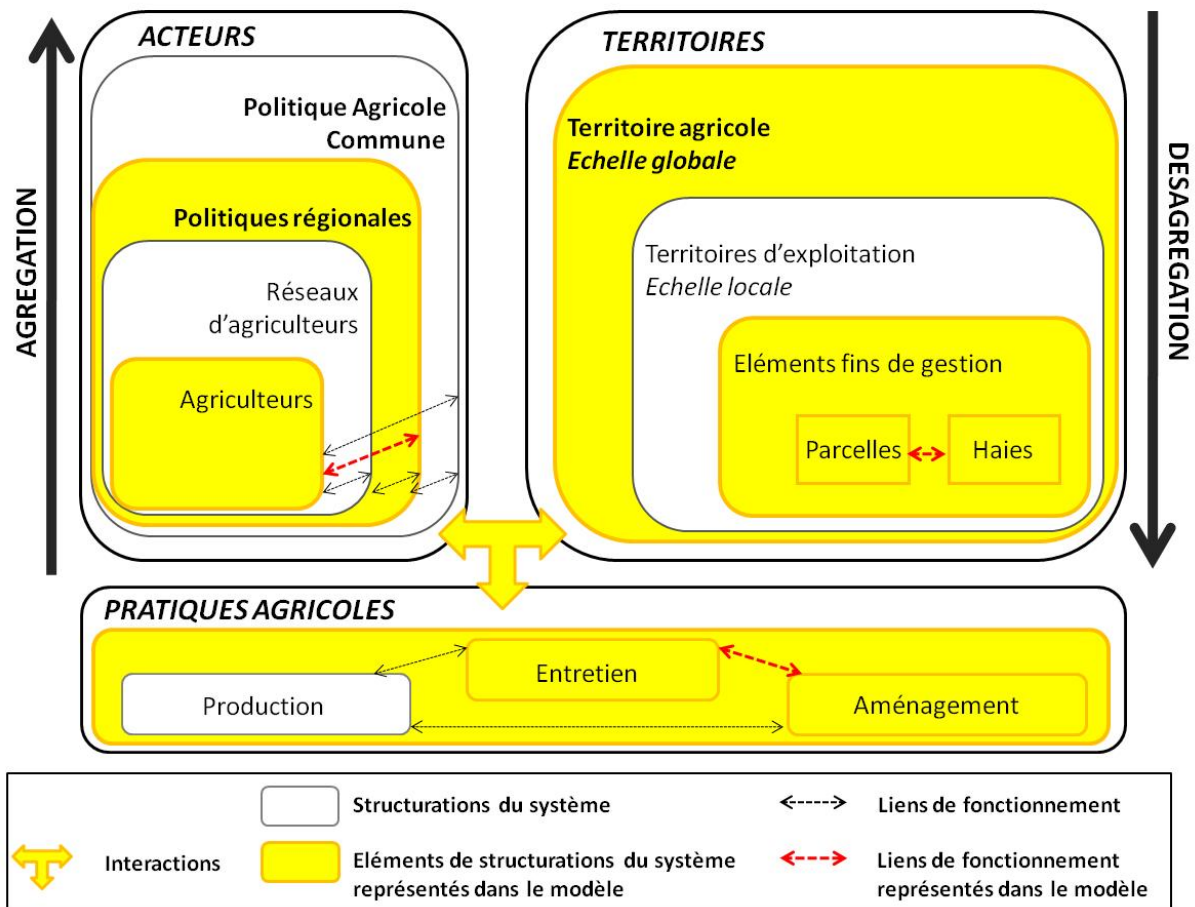 AGREGATION
ACTEURS
Politique Agricole
Commune
Politiques régionales
Réseaux
d'agriculteurs
Agriculteurs
TERRITOIRES
Territoire agricole
Echelle globale
Territoires d'exploitation
Echelle locale
Eléments fins de gestion
Parcelles
Haies
DESAGREGATION
PRATIQUES AGRICOLES
Production
Entretien
Aménagement
Interactions
Structurations du système
Eléments de structurations du système
représentés dans le modèle
Liens de fonctionnement
Liens de fonctionnement
représentés dans le modèle